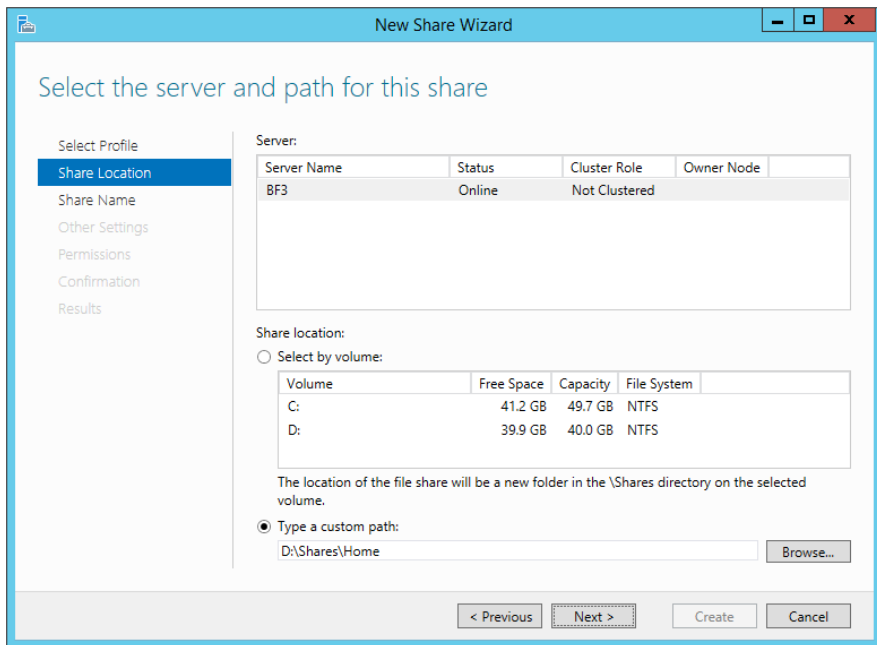 New Share Wizard
Select the server and path for this share
Select Profile
Share Location
Share Name
Other Settings
Permissions
Confirmation
Results
Server:
Server Name Status Cluster Role Owner Node
BF3 Online Not Clustered
Share location:
Select by volume:
Volume Free Space Capacity File System
C: 41.2 GB 49.7 GB NTFS
D: 39.9 GB 40.0 GB NTFS
The location of the file share will be a new folder in the \Shares directory on the selected
volume.
Type a custom path:
D:\Shares\Home Browse...
< Previous Next > Create Cancel